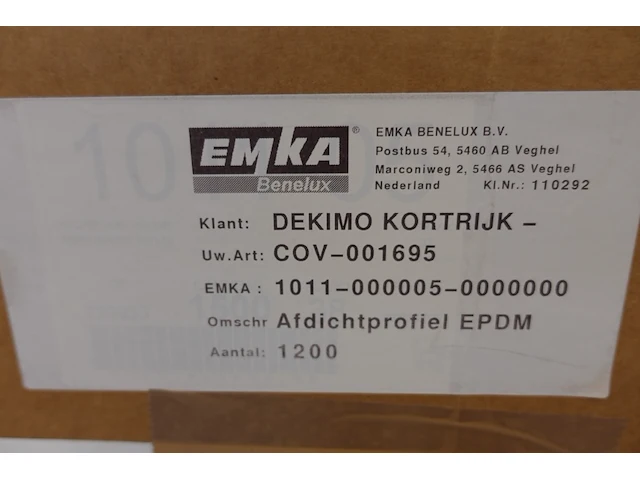 EMKA ®
Benelux
EMKA BENELUX B.V.
Postbus 54, 5460 AB Veghel
Marconiweg 2, 5466 AS Veghel
Nederland Kl.Nr.: 110292
Klant: DEKIMO KORTRIJK –
Uw.Art: COV–001695
EMKA : 1011–000005–0000000
Omschr Afdichtprofiel EPDM
Aantal: 1200